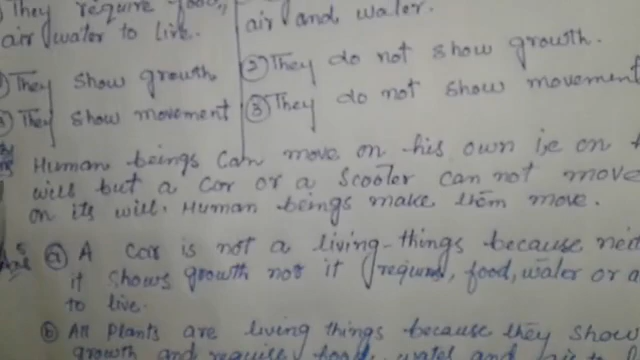 They require food,
air water to live.
air and water.
They show growth.
② They do not show growth.
They show movement
③ They do not show movement
Human beings can move on his own i,e on
will but a car or a scooter can not move
on its will. Human beings make them move.
ⓐ A car is not a living-things because
it shows growth nor it requires, food, water or
to live.
ⓑ All plants are living things because they show
growth and require food, water and